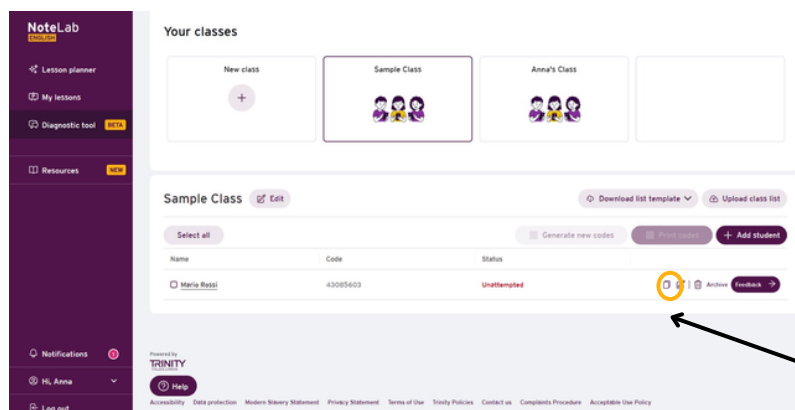 NoteLab
ENGLISH
Lesson planner
My lessons
Diagnostic tool BETA
Resources NEW
Notifications 1
Hi, Anna
Log out
Your classes
New class
Sample Class
Anna's Class
Sample Class Edit Download list template Upload class list
Select all Generate new codes Print codes + Add student
Name Code Status
Mario Rossi 43085603 Unattempted Archive Feedback
Powered by
TRINITY
Help
Accessibility Data protection Modern Slavery Statement Privacy Statement Terms of Use Trinity Policies Contact us Complaints Procedure Acceptable Use Policy